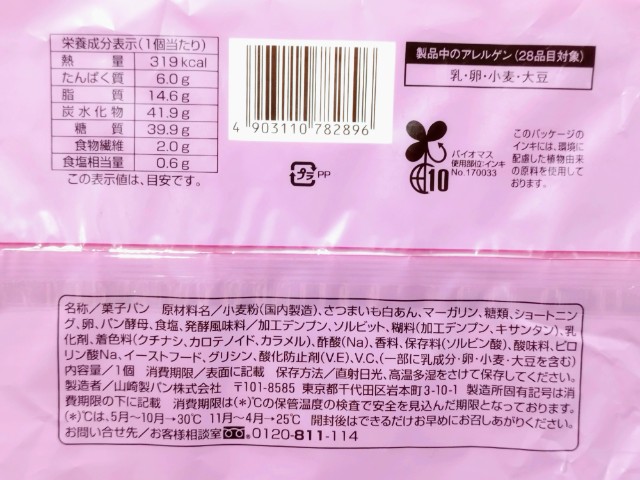 栄養成分表示(1個当たり)
熱量 319kcal
たんぱく質 6.0g
脂質 14.6g
炭水化物 41.9g
糖質 39.9g
食物繊維 2.0g
食塩相当量 0.6g
この表示値は、目安です。
4 903110 782896
プラ PP
製品中のアレルゲン(28品目対象)
乳・卵・小麦・大豆
バイオマス
使用部位:インキ
No.170033
10
このパッケージの
インキには、環境に
配慮した植物由来
の原料を使用して
おります。
名称/菓子パン 原材料名/小麦粉(国内製造)、さつまいも白あん、マーガリン、糖類、ショートニン
グ、卵、パン酵母、食塩、発酵風味料/加工デンプン、ソルビット、糊料(加工デンプン、キサンタン)、乳
化剤、着色料(クチナシ、カロテノイド、カラメル)、酢酸(Na)、香料、保存料(ソルビン酸)、酸味料、ピロ
リン酸Na、イーストフード、グリシン、酸化防止剤(V.E)、V.C、(一部に乳成分・卵・小麦・大豆を含む)
内容量/1個 消費期限/表面に記載 保存方法/直射日光、高温多湿をさけて保存してください。
製造者/山崎製パン株式会社 〒101-8585 東京都千代田区岩本町3-10-1 製造所固有記号は消
費期限の下に記載 消費期限は(*)℃の保管温度の検査で安全を見込んだ期限となっております。
(*)℃は、5月〜10月→30℃ 11月〜4月→25℃ 開封後はできるだけお早めにお召しあがりください。
お問い合せ先/お客様相談室 0120-811-114